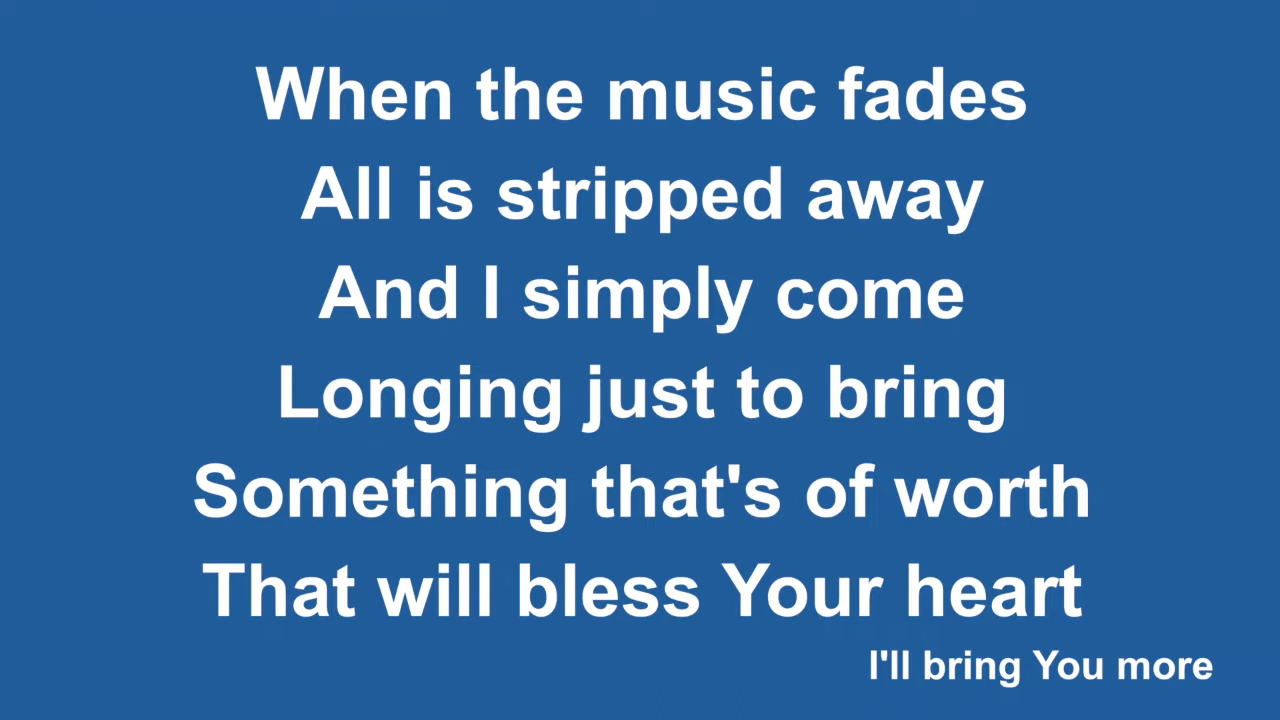 When the music fades
All is stripped away
And I simply come
Longing just to bring
Something that's of worth
That will bless Your heart
I'll bring You more